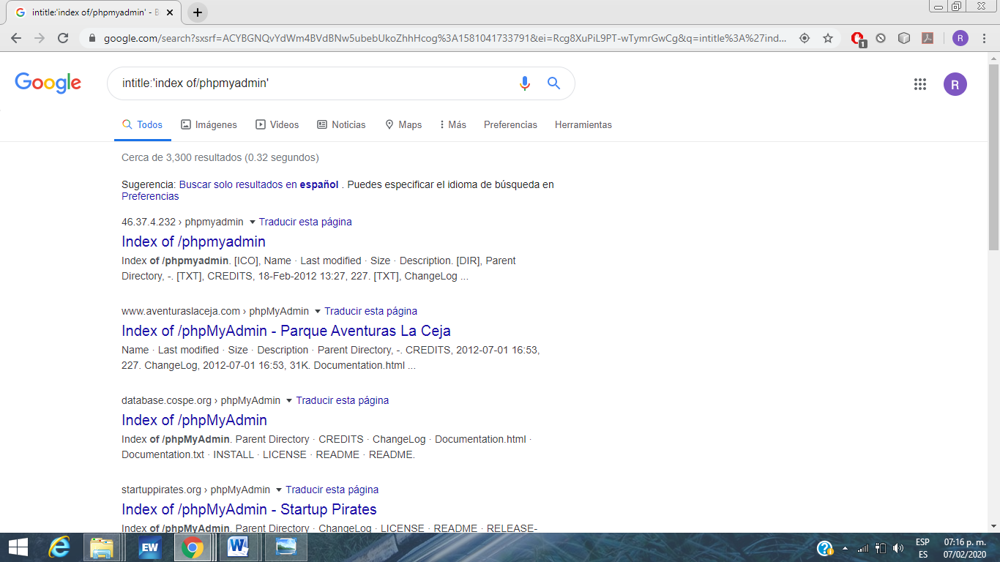 intitle:'index of/phpmyadmin' - B
google.com/search?sxsrf=ACYBGNQvYdWm4BVdBNw5ubebUkoZhhHcog%3A1581041733791&ei=Rcg8XuPiL9PT-wTymrGwCg&q=intitle%3A%27ind...
1
R
Google
intitle:'index of/phpmyadmin'
R
Todos Imágenes Videos Noticias Maps Más Preferencias Herramientas
Cerca de 3,300 resultados (0.32 segundos)
Sugerencia: Buscar solo resultados en español . Puedes especificar el idioma de búsqueda en
Preferencias
46.37.4.232 › phpmyadmin Traducir esta página
Index of /phpmyadmin
Index of /phpmyadmin. [ICO], Name · Last modified · Size · Description. [DIR], Parent
Directory, -. [TXT], CREDITS, 18-Feb-2012 13:27, 227. [TXT], ChangeLog ...
www.aventuraslaceja.com › phpMyAdmin Traducir esta página
Index of /phpMyAdmin - Parque Aventuras La Ceja
Name · Last modified · Size · Description · Parent Directory, -. CREDITS, 2012-07-01 16:53,
227. ChangeLog, 2012-07-01 16:53, 31K. Documentation.html ...
database.cospe.org › phpMyAdmin Traducir esta página
Index of /phpMyAdmin
Index of /phpMyAdmin. Parent Directory · CREDITS · ChangeLog · Documentation.html ·
Documentation.txt · INSTALL · LICENSE · README · README.
startuppirates.org › phpMyAdmin Traducir esta página
Index of /phpMyAdmin - Startup Pirates
Index of /phpMyAdmin. Parent Directory · ChangeLog · LICENSE · README · RELEASE-
EW
ESP
ES
07:16 p. m.
07/02/2020